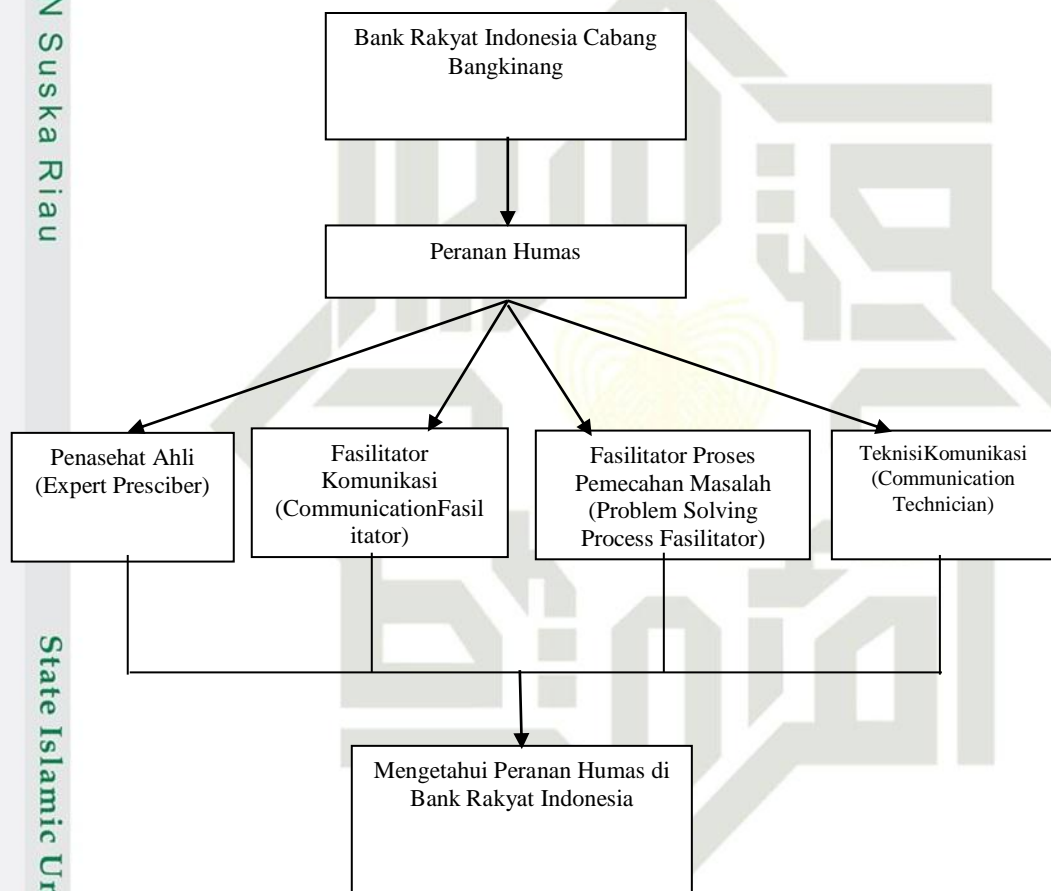 N Suska Riau
State Islamic Un
Bank Rakyat Indonesia Cabang
Bangkinang
Peranan Humas
Penasehat Ahli
(Expert Presciber)
Fasilitator
Komunikasi
(CommunicationFasil
itator)
Fasilitator Proses
Pemecahan Masalah
(Problem Solving
Process Fasilitator)
TeknisiKomunikasi
(Communication
Technician)
Mengetahui Peranan Humas di
Bank Rakyat Indonesia